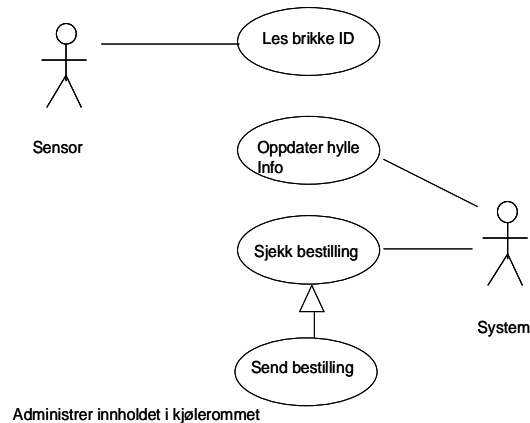 Les brikke ID
Sensor
Oppdater hylle
Info
Sjekk bestilling
System
Send bestilling
Administrer innholdet i kjølerommet